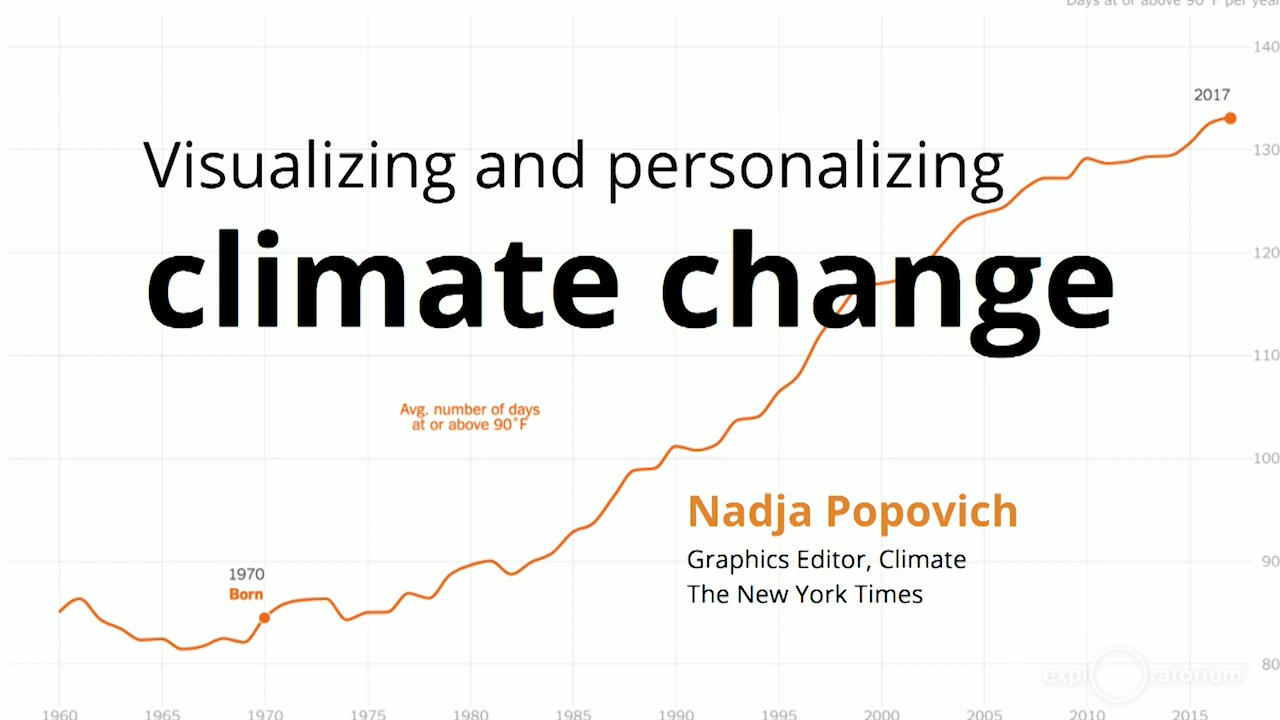 Days at or above 90°F per year
140
2017
130
Visualizing and personalizing
climate change
120
110
Avg. number of days
at or above 90°F
100
Nadja Popovich
Graphics Editor, Climate
The New York Times
90
1970
Born
80
expl ratorium
1960 1965 1970 1975 1980 1985 1990 1995 2000 2005 2010 2015